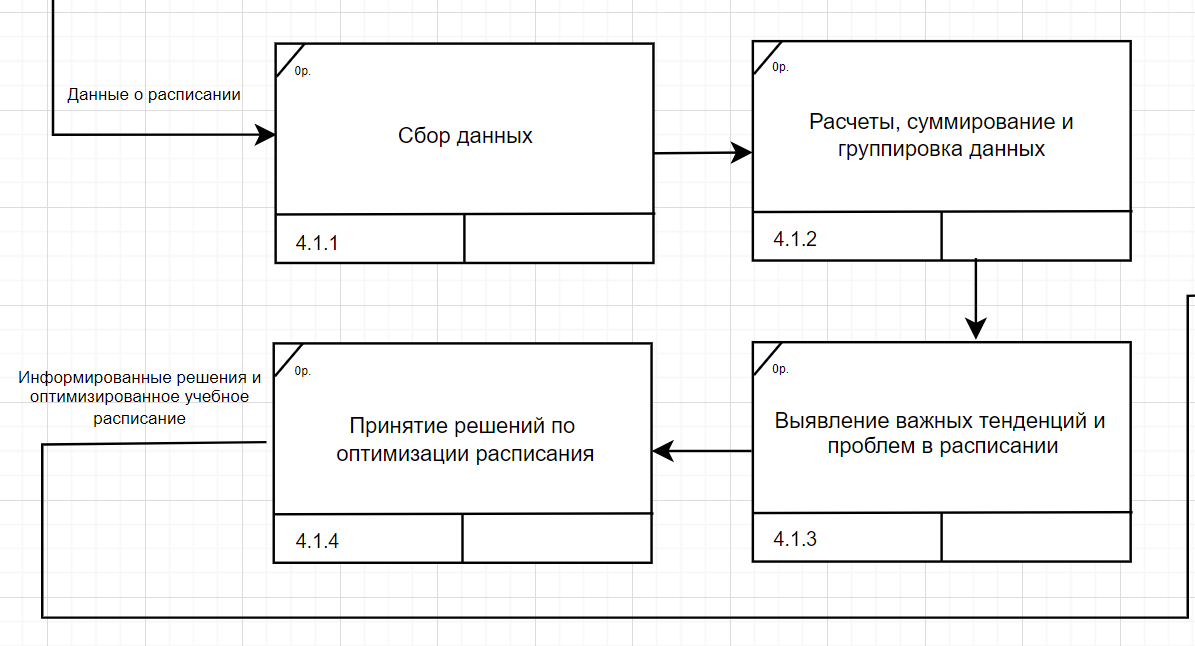 Данные о расписании
0р.
Сбор данных
4.1.1
0р.
Расчеты, суммирование и
группировка данных
4.1.2
Информированные решения и
оптимизированное учебное
расписание
0р.
Принятие решений по
оптимизации расписания
4.1.4
0р.
Выявление важных тенденций и
проблем в расписании
4.1.3